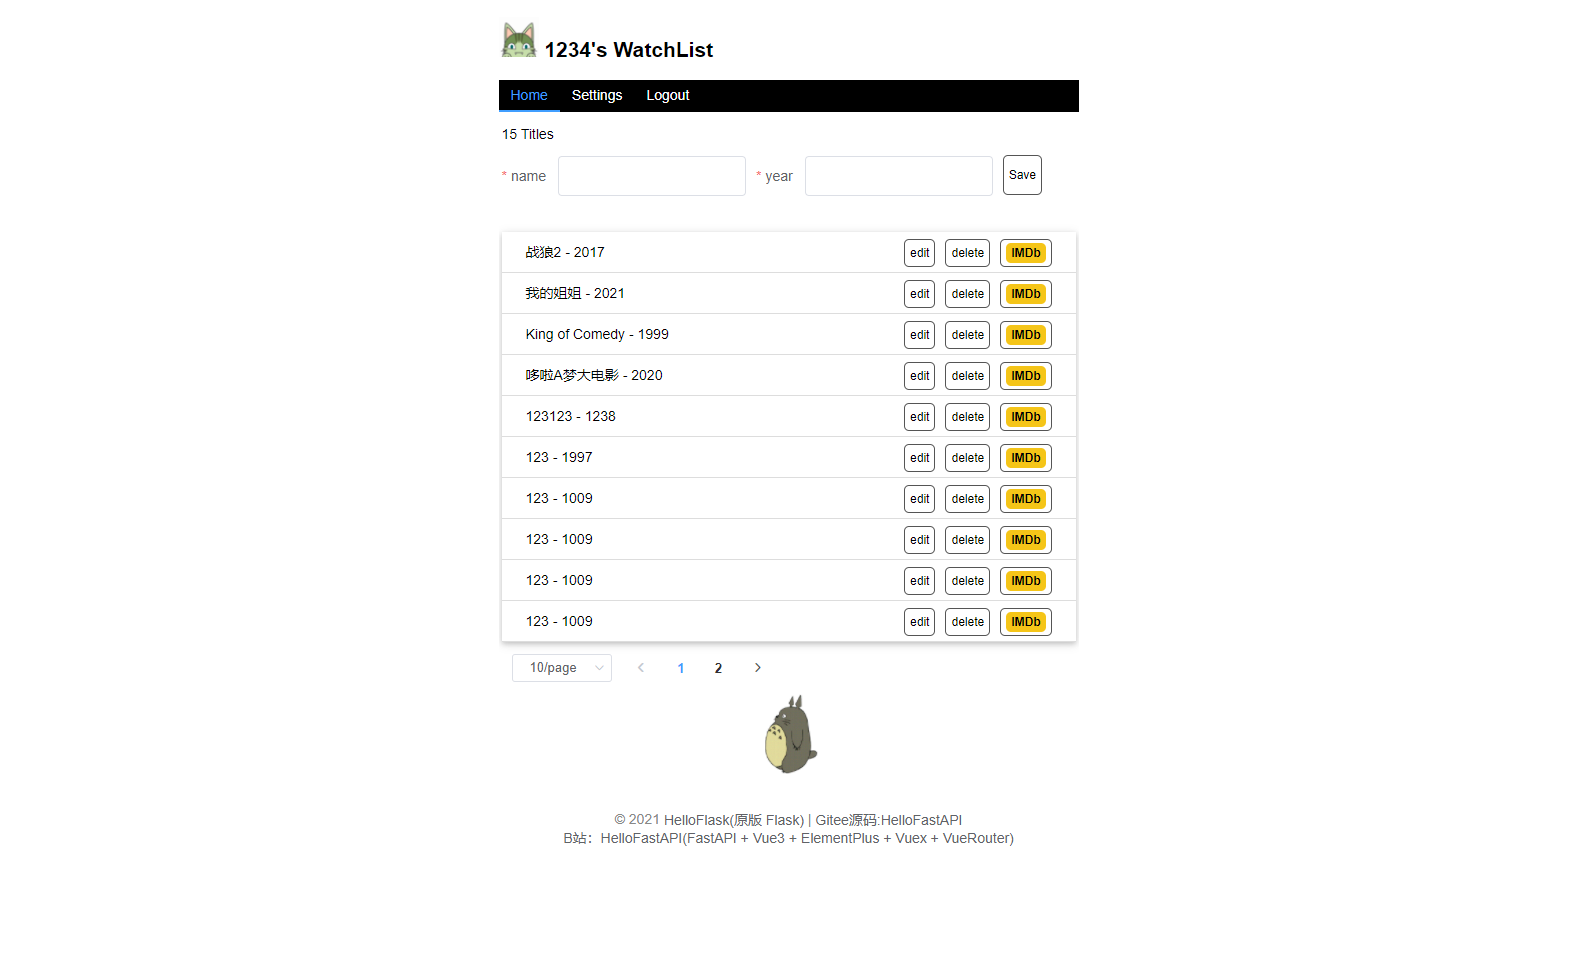 1234's WatchList
Home Settings Logout
15 Titles
* name * year Save
战狼2 - 2017 edit delete IMDb
我的姐姐 - 2021 edit delete IMDb
King of Comedy - 1999 edit delete IMDb
哆啦A梦大电影 - 2020 edit delete IMDb
123123 - 1238 edit delete IMDb
123 - 1997 edit delete IMDb
123 - 1009 edit delete IMDb
123 - 1009 edit delete IMDb
123 - 1009 edit delete IMDb
123 - 1009 edit delete IMDb
10/page 1 2
© 2021 HelloFlask(原版 Flask) | Gitee源码:HelloFastAPI
B站：HelloFastAPI(FastAPI + Vue3 + ElementPlus + Vuex + VueRouter)